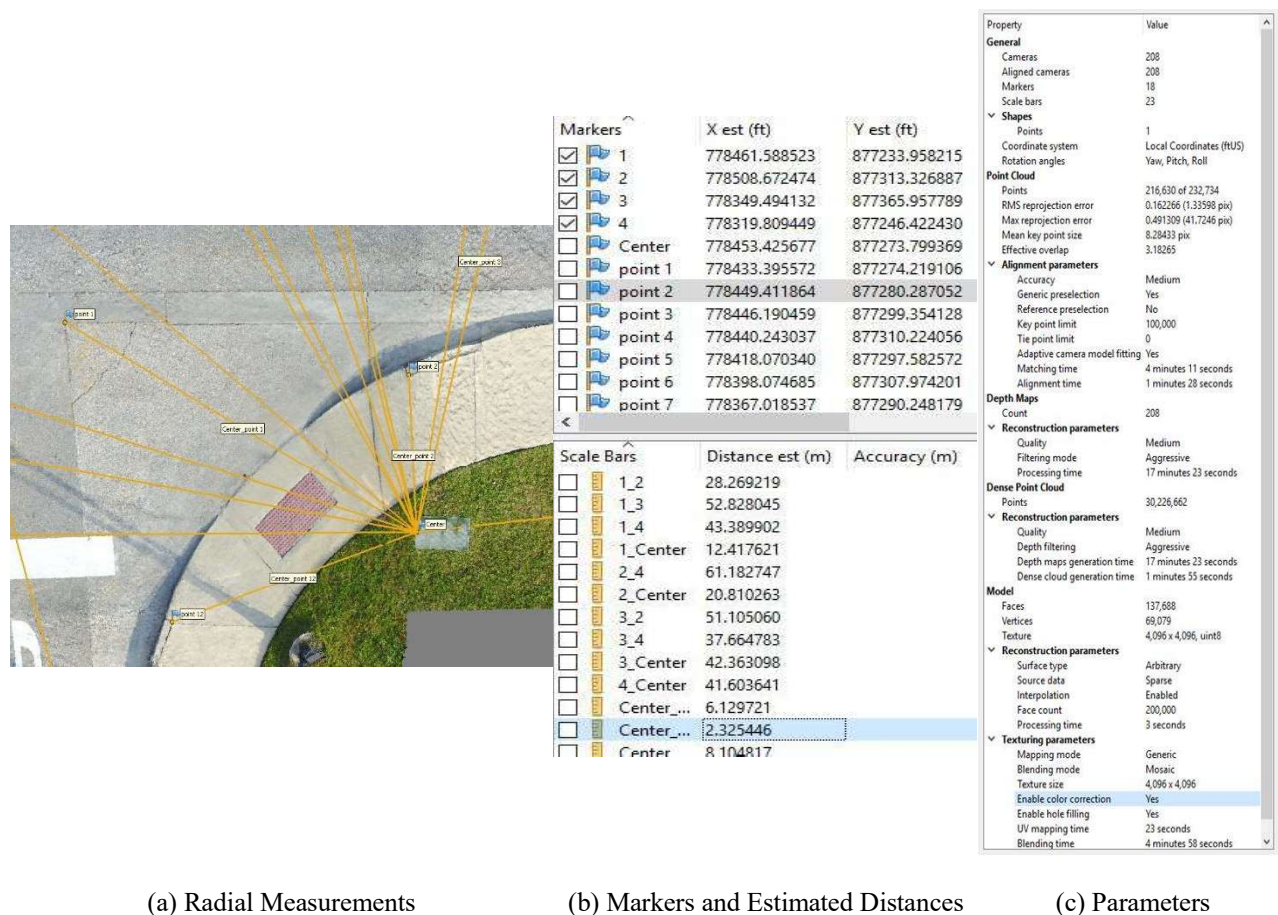 Center_point 3
point 1
point 2
Center_point 1
Center_point 2
Center
Center_point 12
point 12
Markers X est (ft) Y est (ft)
1 778461.588523 877233.958215
2 778508.672474 877313.326887
3 778349.494132 877365.957789
4 778319.809449 877246.422430
Center 778453.425677 877273.799369
point 1 778433.395572 877274.219106
point 2 778449.411864 877280.287052
point 3 778446.190459 877299.354128
point 4 778440.243037 877310.224056
point 5 778418.070340 877297.582572
point 6 778398.074685 877307.974201
point 7 778367.018537 877290.248179
Scale Bars Distance est (m) Accuracy (m)
1_2 28.269219
1_3 52.828045
1_4 43.389902
1_Center 12.417621
2_4 61.182747
2_Center 20.810263
3_2 51.105060
3_4 37.664783
3_Center 42.363098
4_Center 41.603641
Center_... 6.129721
Center_... 2.325446
Center 8.104817
Property Value
General
Cameras 208
Aligned cameras 208
Markers 18
Scale bars 23
Shapes
Points 1
Coordinate system Local Coordinates (ftUS)
Rotation angles Yaw, Pitch, Roll
Point Cloud
Points 216,630 of 232,734
RMS reprojection error 0.162266 (1.33598 pix)
Max reprojection error 0.491309 (41.7246 pix)
Mean key point size 8.28433 pix
Effective overlap 3.18265
Alignment parameters
Accuracy Medium
Generic preselection Yes
Reference preselection No
Key point limit 100,000
Tie point limit 0
Adaptive camera model fitting Yes
Matching time 4 minutes 11 seconds
Alignment time 1 minutes 28 seconds
Depth Maps
Count 208
Reconstruction parameters
Quality Medium
Filtering mode Aggressive
Processing time 17 minutes 23 seconds
Dense Point Cloud
Points 30,226,662
Reconstruction parameters
Quality Medium
Depth filtering Aggressive
Depth maps generation time 17 minutes 23 seconds
Dense cloud generation time 1 minutes 55 seconds
Model
Faces 137,688
Vertices 69,079
Texture 4,096 x 4,096, uint8
Reconstruction parameters
Surface type Arbitrary
Source data Sparse
Interpolation Enabled
Face count 200,000
Processing time 3 seconds
Texturing parameters
Mapping mode Generic
Blending mode Mosaic
Texture size 4,096 x 4,096
Enable color correction Yes
Enable hole filling Yes
UV mapping time 23 seconds
Blending time 4 minutes 58 seconds
(a) Radial Measurements
(b) Markers and Estimated Distances
(c) Parameters